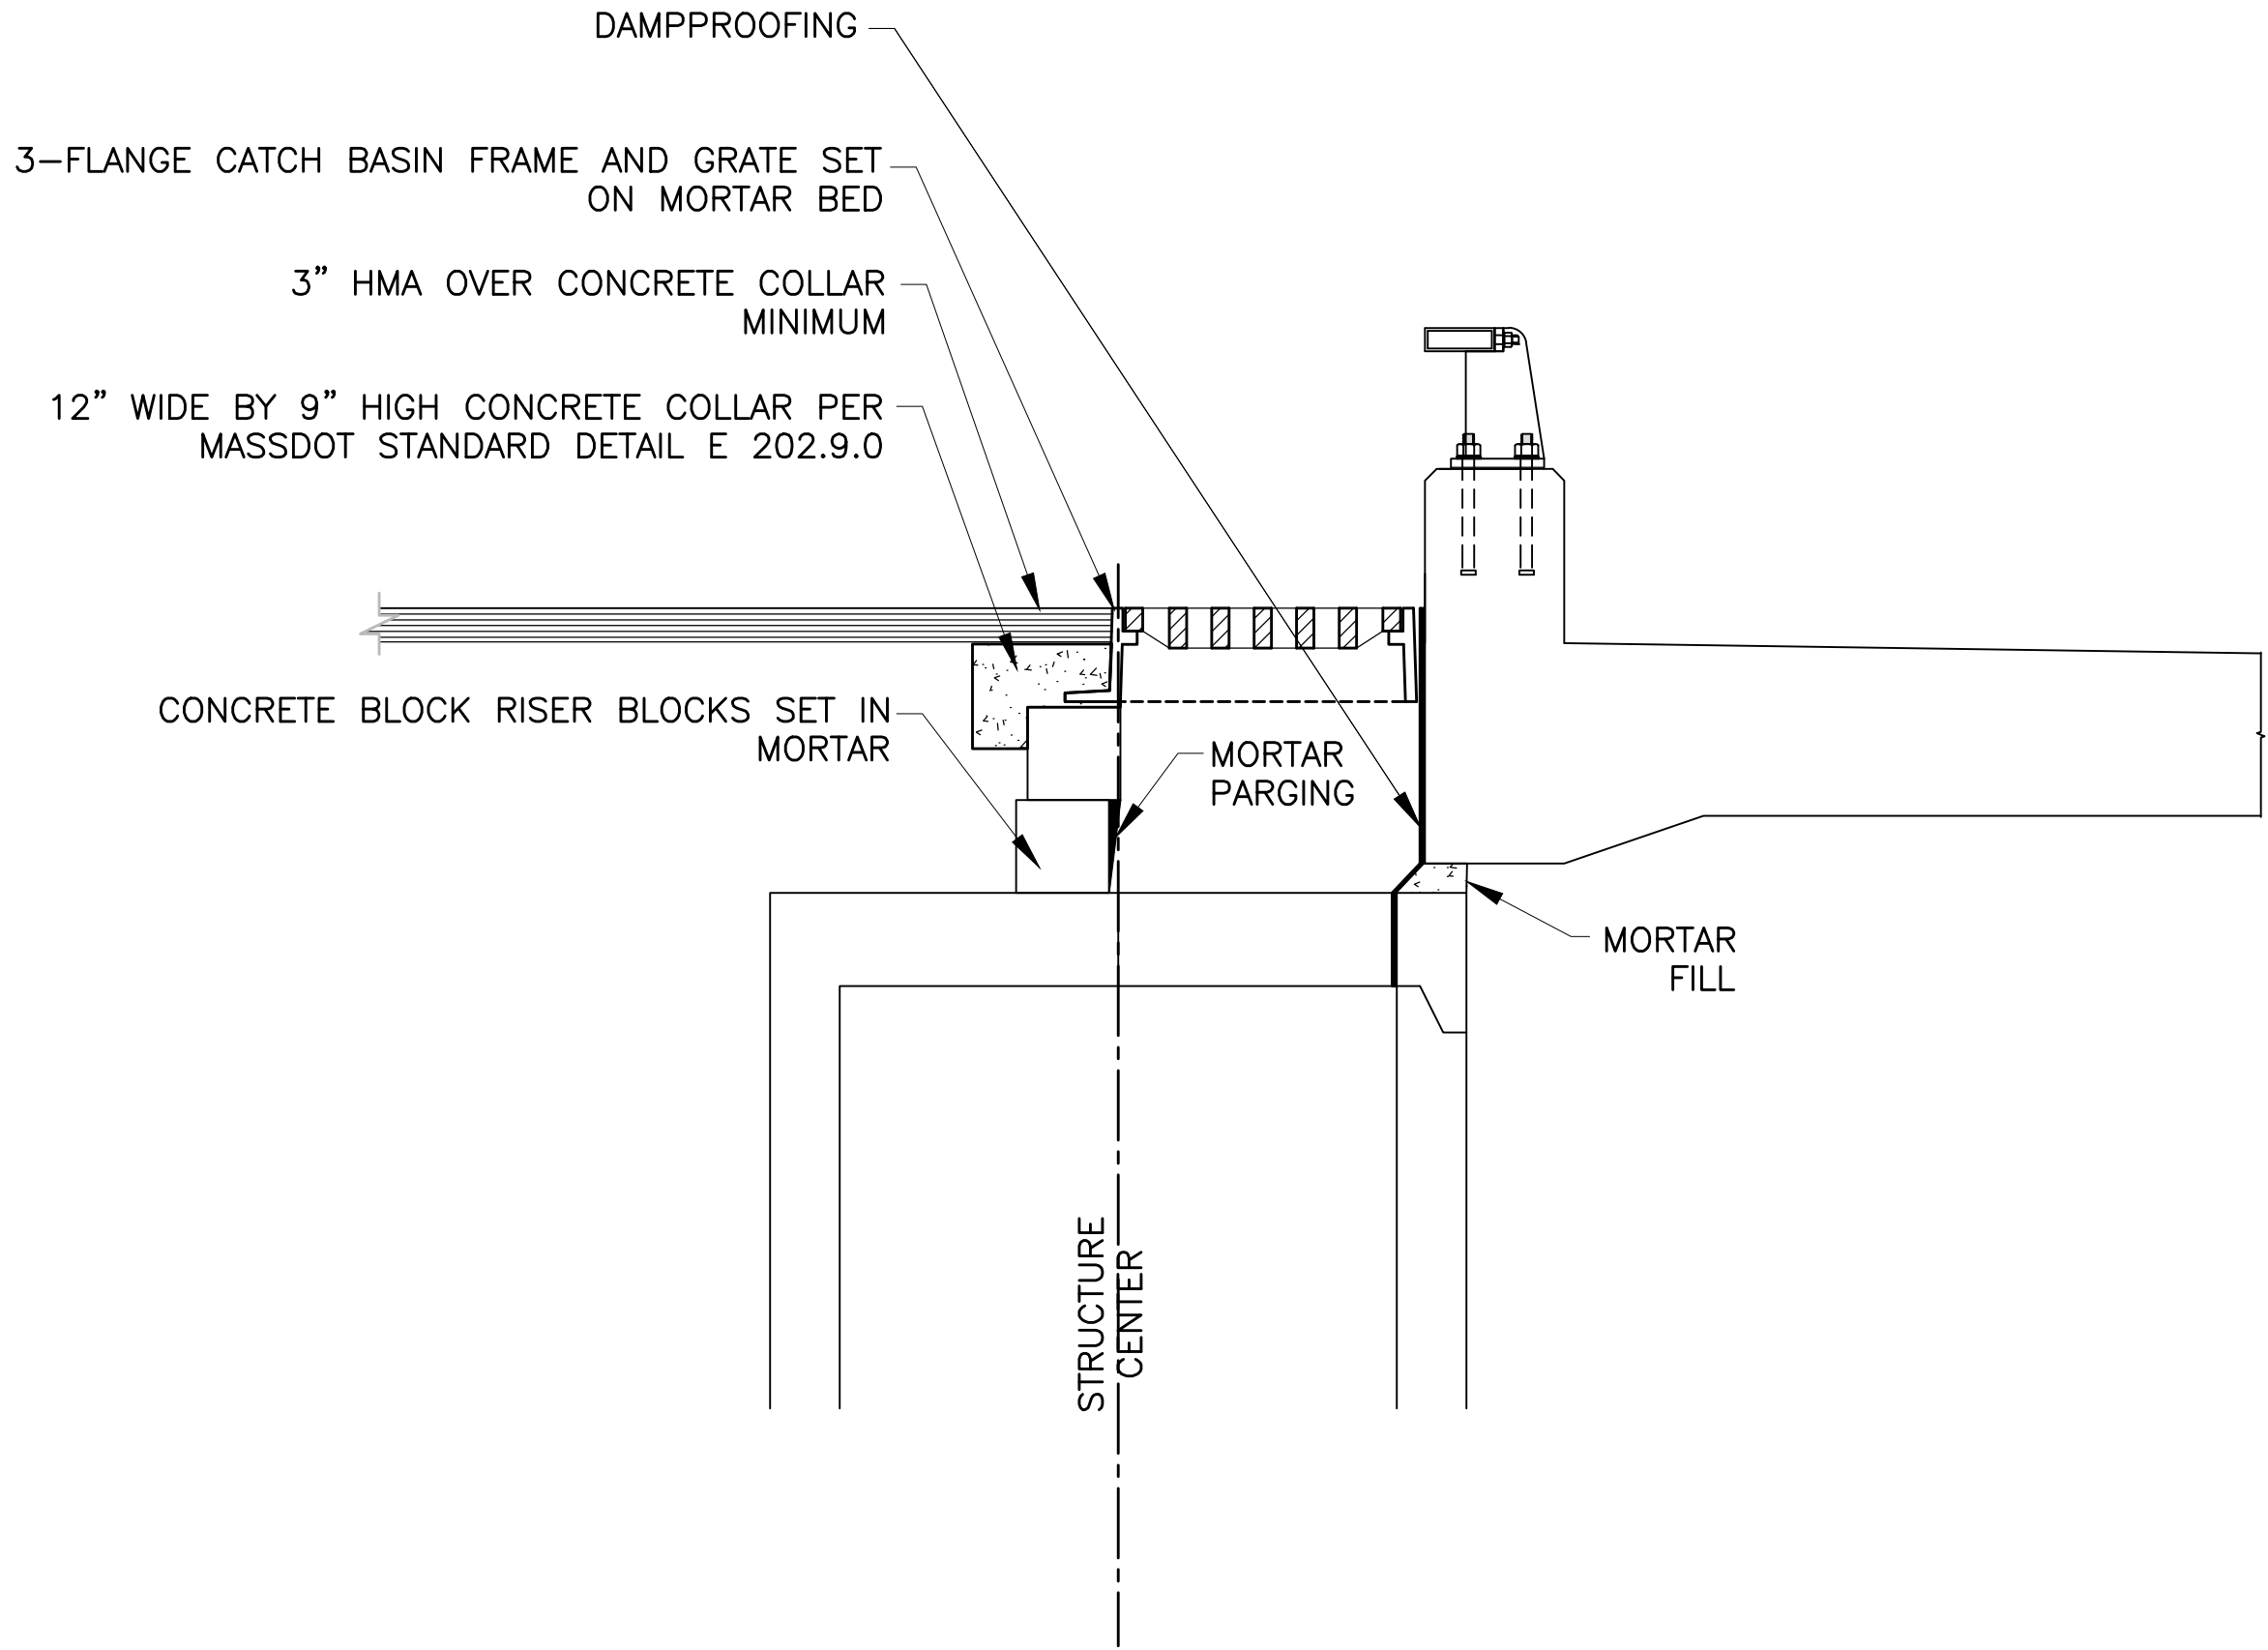 DAMPPROOFING
3-FLANGE CATCH BASIN FRAME AND GRATE SET
ON MORTAR BED
3" HMA OVER CONCRETE COLLAR
MINIMUM
12" WIDE BY 9" HIGH CONCRETE COLLAR PER
MASSDOT STANDARD DETAIL E 202.9.0
CONCRETE BLOCK RISER BLOCKS SET IN
MORTAR
MORTAR
PARGING
MORTAR
FILL
STRUCTURE
CENTER